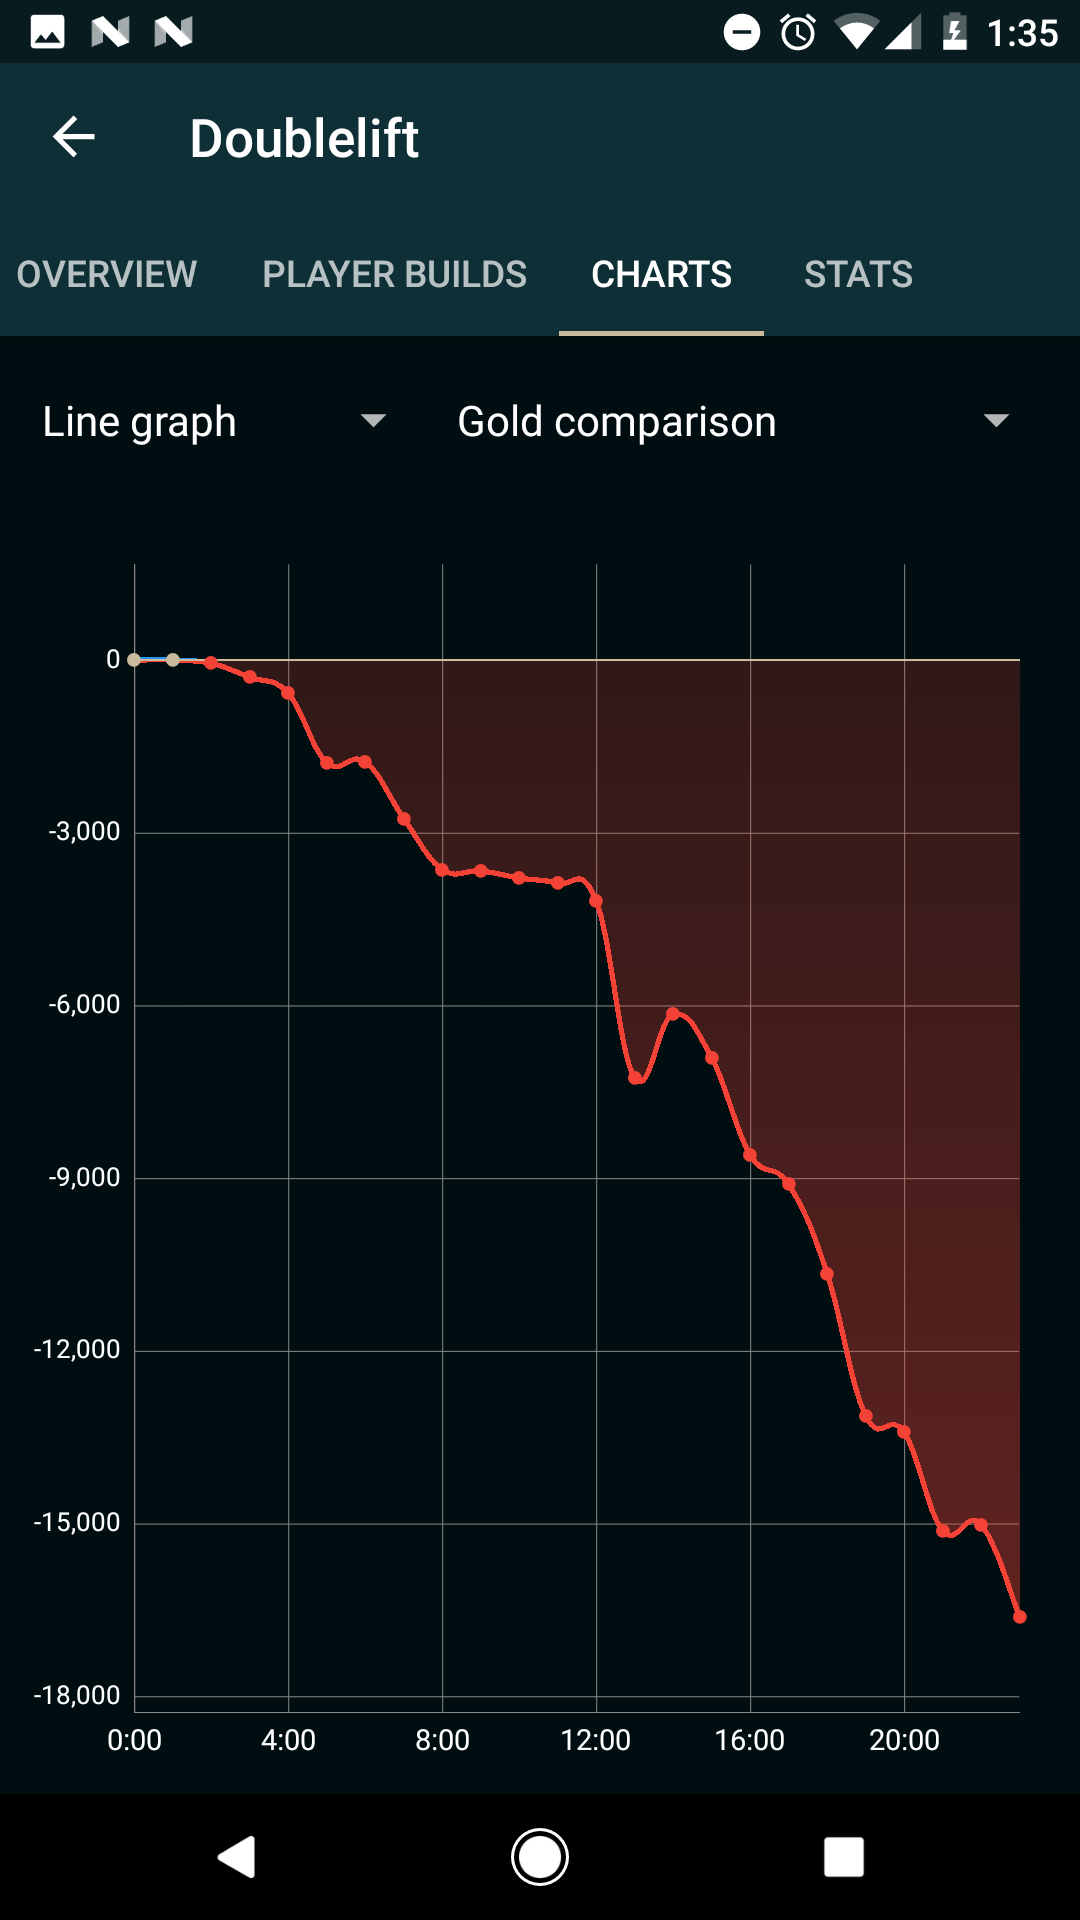 1:35
Doublelift
OVERVIEW PLAYER BUILDS CHARTS STATS
Line graph Gold comparison
0
-3,000
-6,000
-9,000
-12,000
-15,000
-18,000
0:00 4:00 8:00 12:00 16:00 20:00